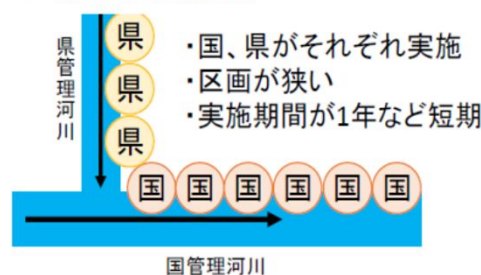 県管理河川
県
県
県
・国、県がそれぞれ実施
・区画が狭い
・実施期間が1年など短期
国 国 国 国 国 国
国管理河川